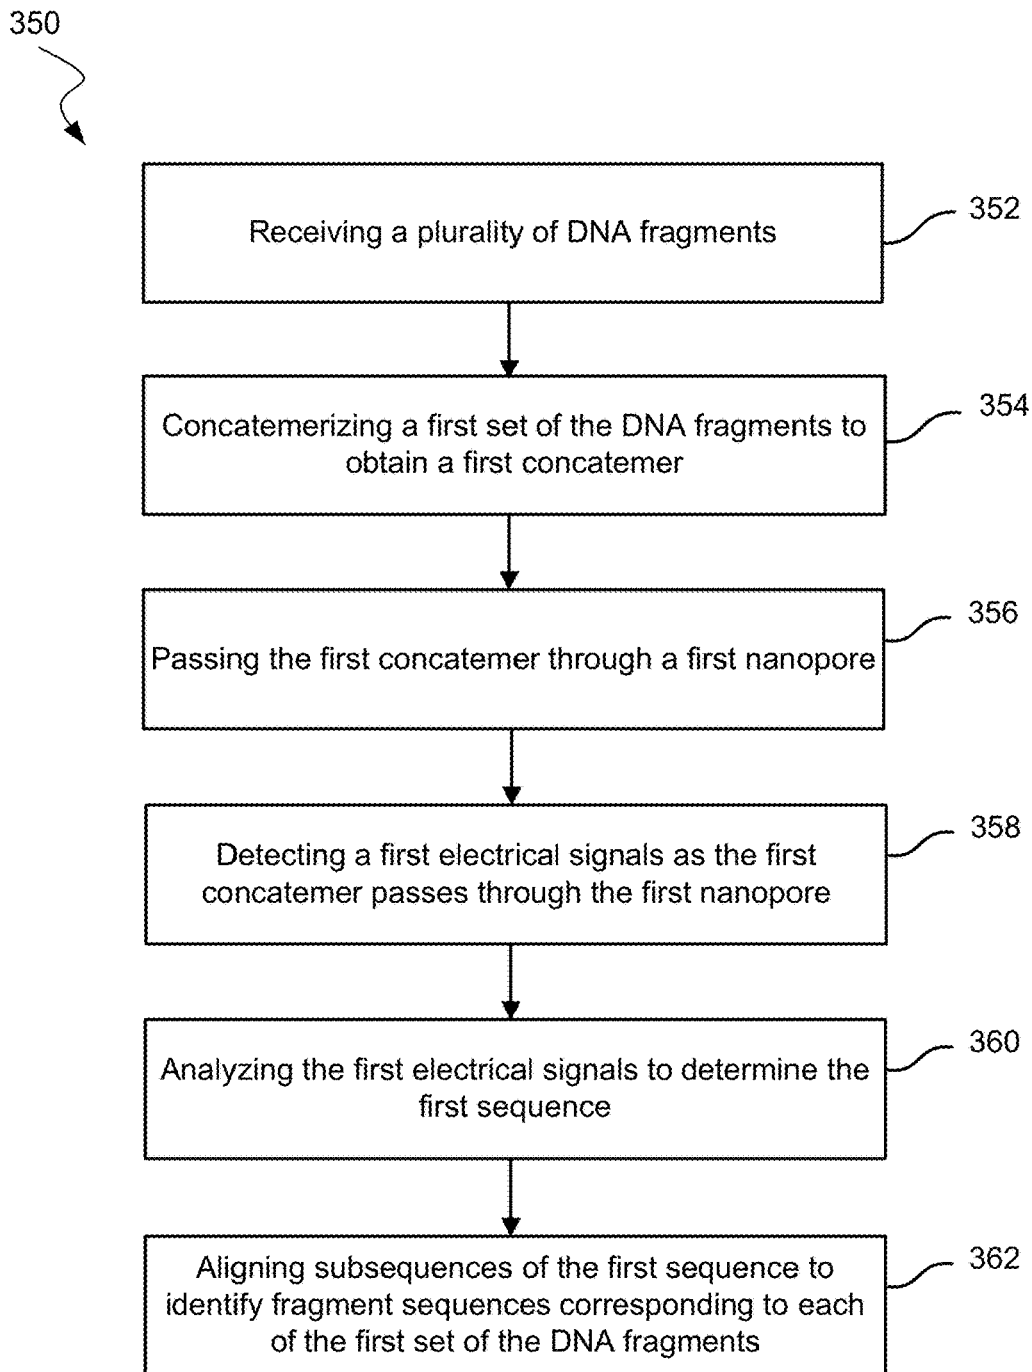 350
Receiving a plurality of DNA fragments
352
Concatemerizing a first set of the DNA fragments to
obtain a first concatemer
354
Passing the first concatemer through a first nanopore
356
Detecting a first electrical signals as the first
concatemer passes through the first nanopore
358
Analyzing the first electrical signals to determine the
first sequence
360
Aligning subsequences of the first sequence to
identify fragment sequences corresponding to each
of the first set of the DNA fragments
362